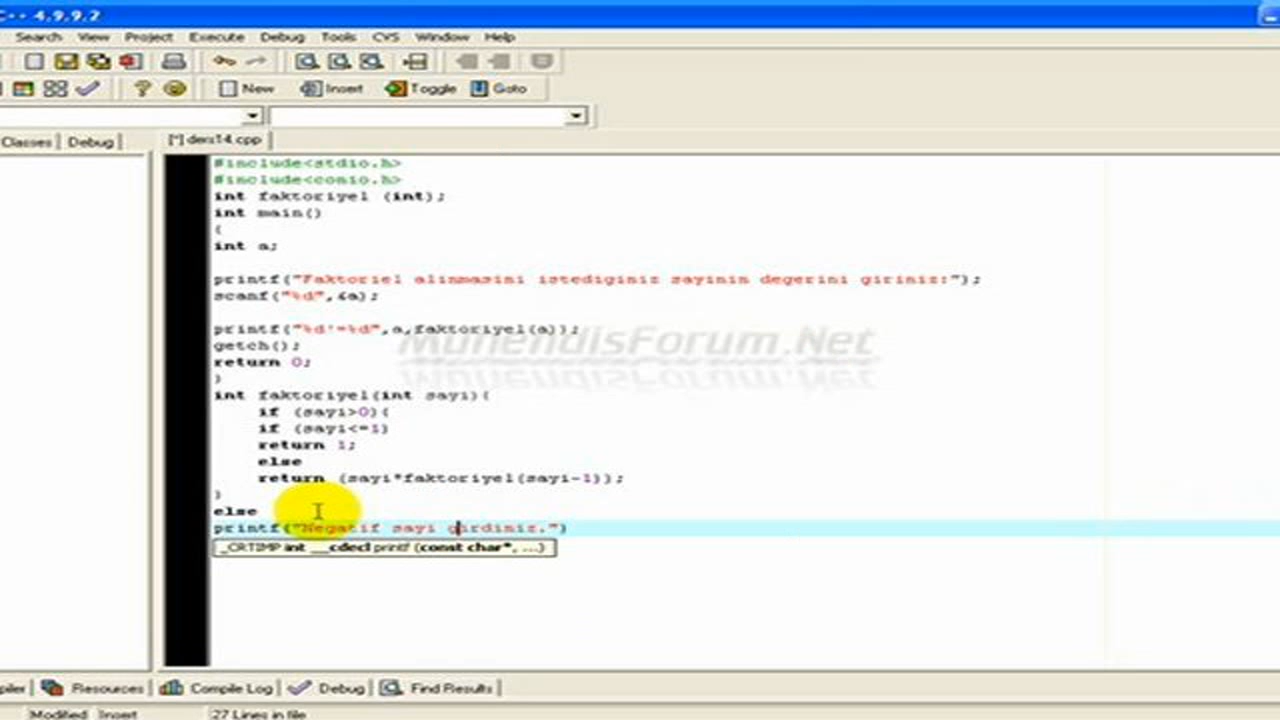 C++ 4.9.9.2
Search View Project Execute Debug Tools CVS Window Help
New Insert Toggle Goto
Classes Debug [*] ders14.cpp
#include<stdio.h>
#include<conio.h>
int faktoriyel (int);
int main()
{
int a;
printf("Faktoriel alinmasini istediginiz sayinin degerini giriniz:");
scanf("%d",&a);
printf("%d!=%d",a,faktoriyel(a));
MuhendisForum.Net
getch();
return 0;
}
int faktoriyel(int sayi){
if (sayi>0){
if (sayi<=1)
return 1;
else
return (sayi*faktoriyel(sayi-1));
}
else
printf("Negatif sayi girdiniz.")
_CRTIMP int __cdecl printf (const char*, ...)
piler Resources Compile Log Debug Find Results
Modified Insert 27 Lines in file